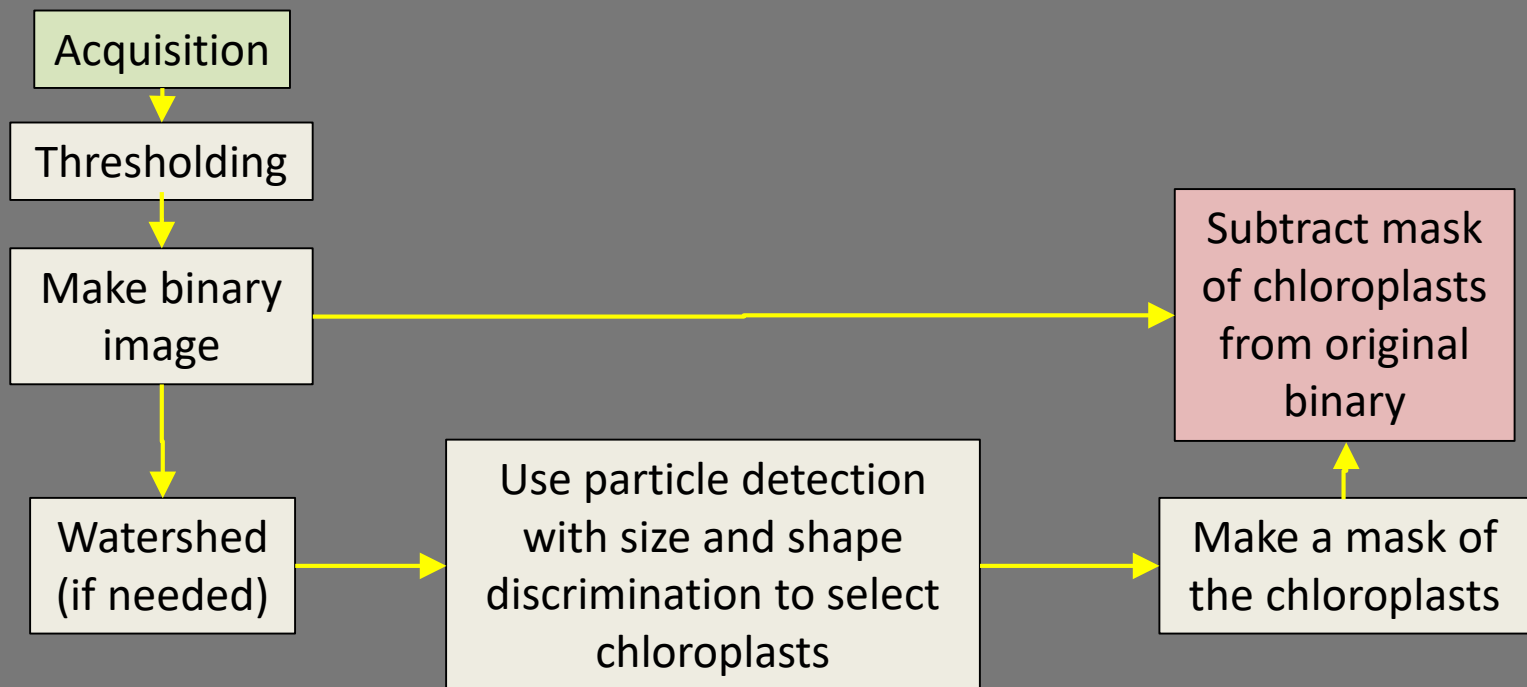 Acquisition
Thresholding
Make binary
image
Watershed
(if needed)
Use particle detection
with size and shape
discrimination to select
chloroplasts
Make a mask of
the chloroplasts
Subtract mask
of chloroplasts
from original
binary